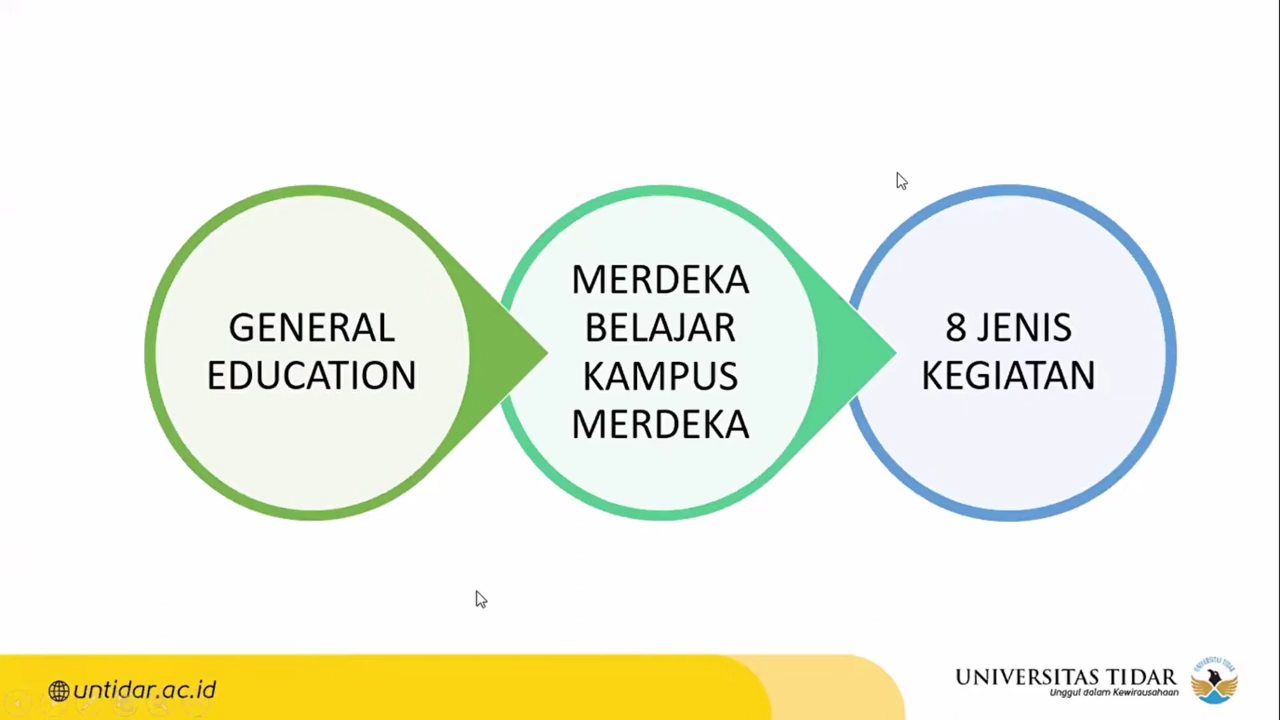 GENERAL
EDUCATION
MERDEKA
BELAJAR
KAMPUS
MERDEKA
8 JENIS
KEGIATAN
untidar.ac.id
UNIVERSITAS TIDAR
Unggul dalam Kewirausahaan